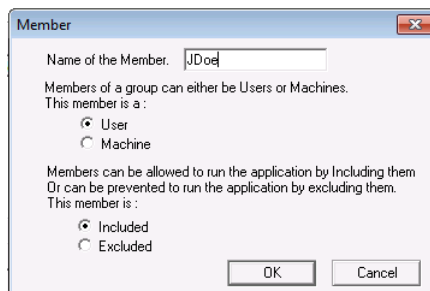 Member
Name of the Member. JDoe
Members of a group can either be Users or Machines.
This member is a :
User
Machine
Members can be allowed to run the application by Including them
Or can be prevented to run the application by excluding them.
This member is :
Included
Excluded
OK Cancel